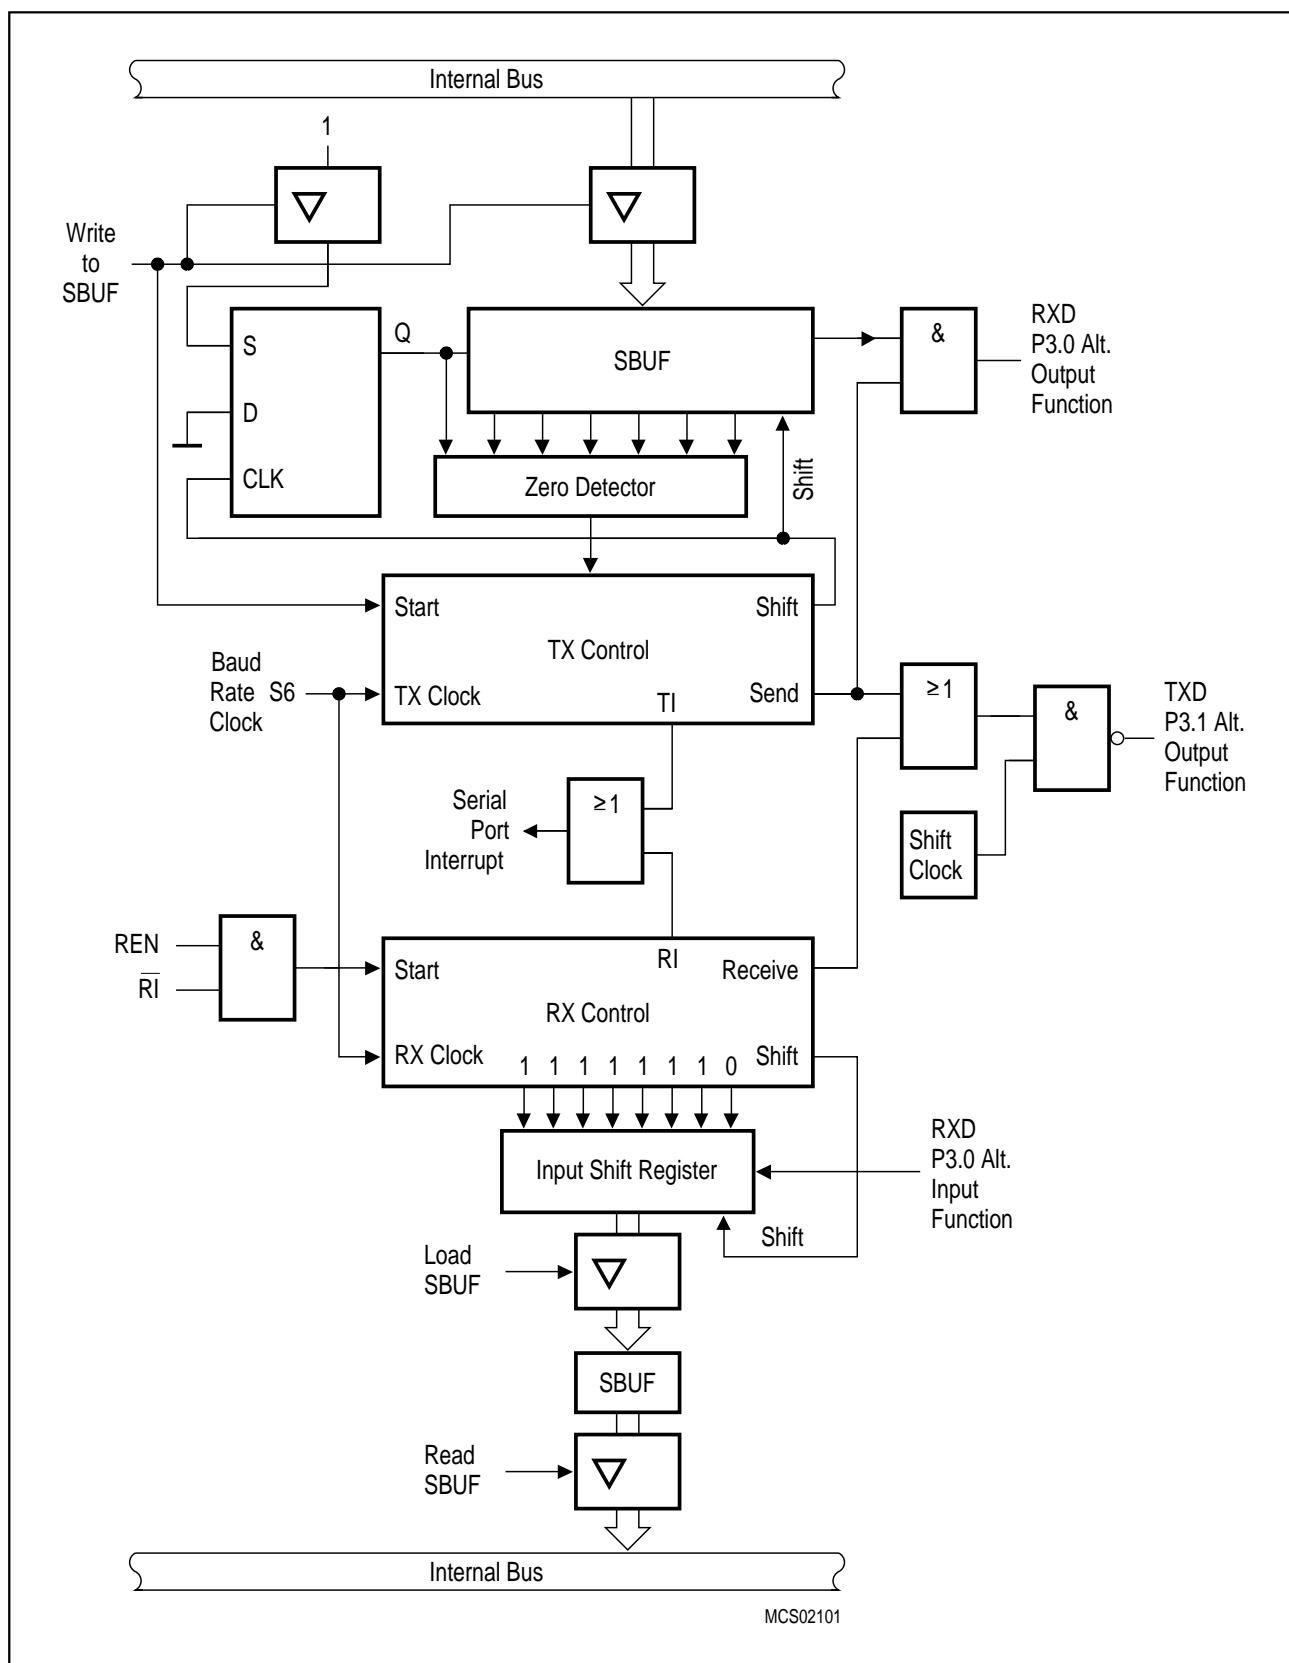 Internal Bus
1
Write
to
SBUF
S
D
CLK
Q
SBUF
&
RXD
P3.0 Alt.
Output
Function
Zero Detector
Shift
Start
Shift
TX Control
Baud
Rate S6
Clock
TX Clock
TI
Send
≥1
&
TXD
P3.1 Alt.
Output
Function
Serial
Port
Interrupt
≥1
Shift
Clock
REN
R̅I̅
&
Start
RI
Receive
RX Control
RX Clock
Shift
1 1 1 1 1 1 1 0
Input Shift Register
RXD
P3.0 Alt.
Input
Function
Shift
Load
SBUF
SBUF
Read
SBUF
Internal Bus
MCS02101